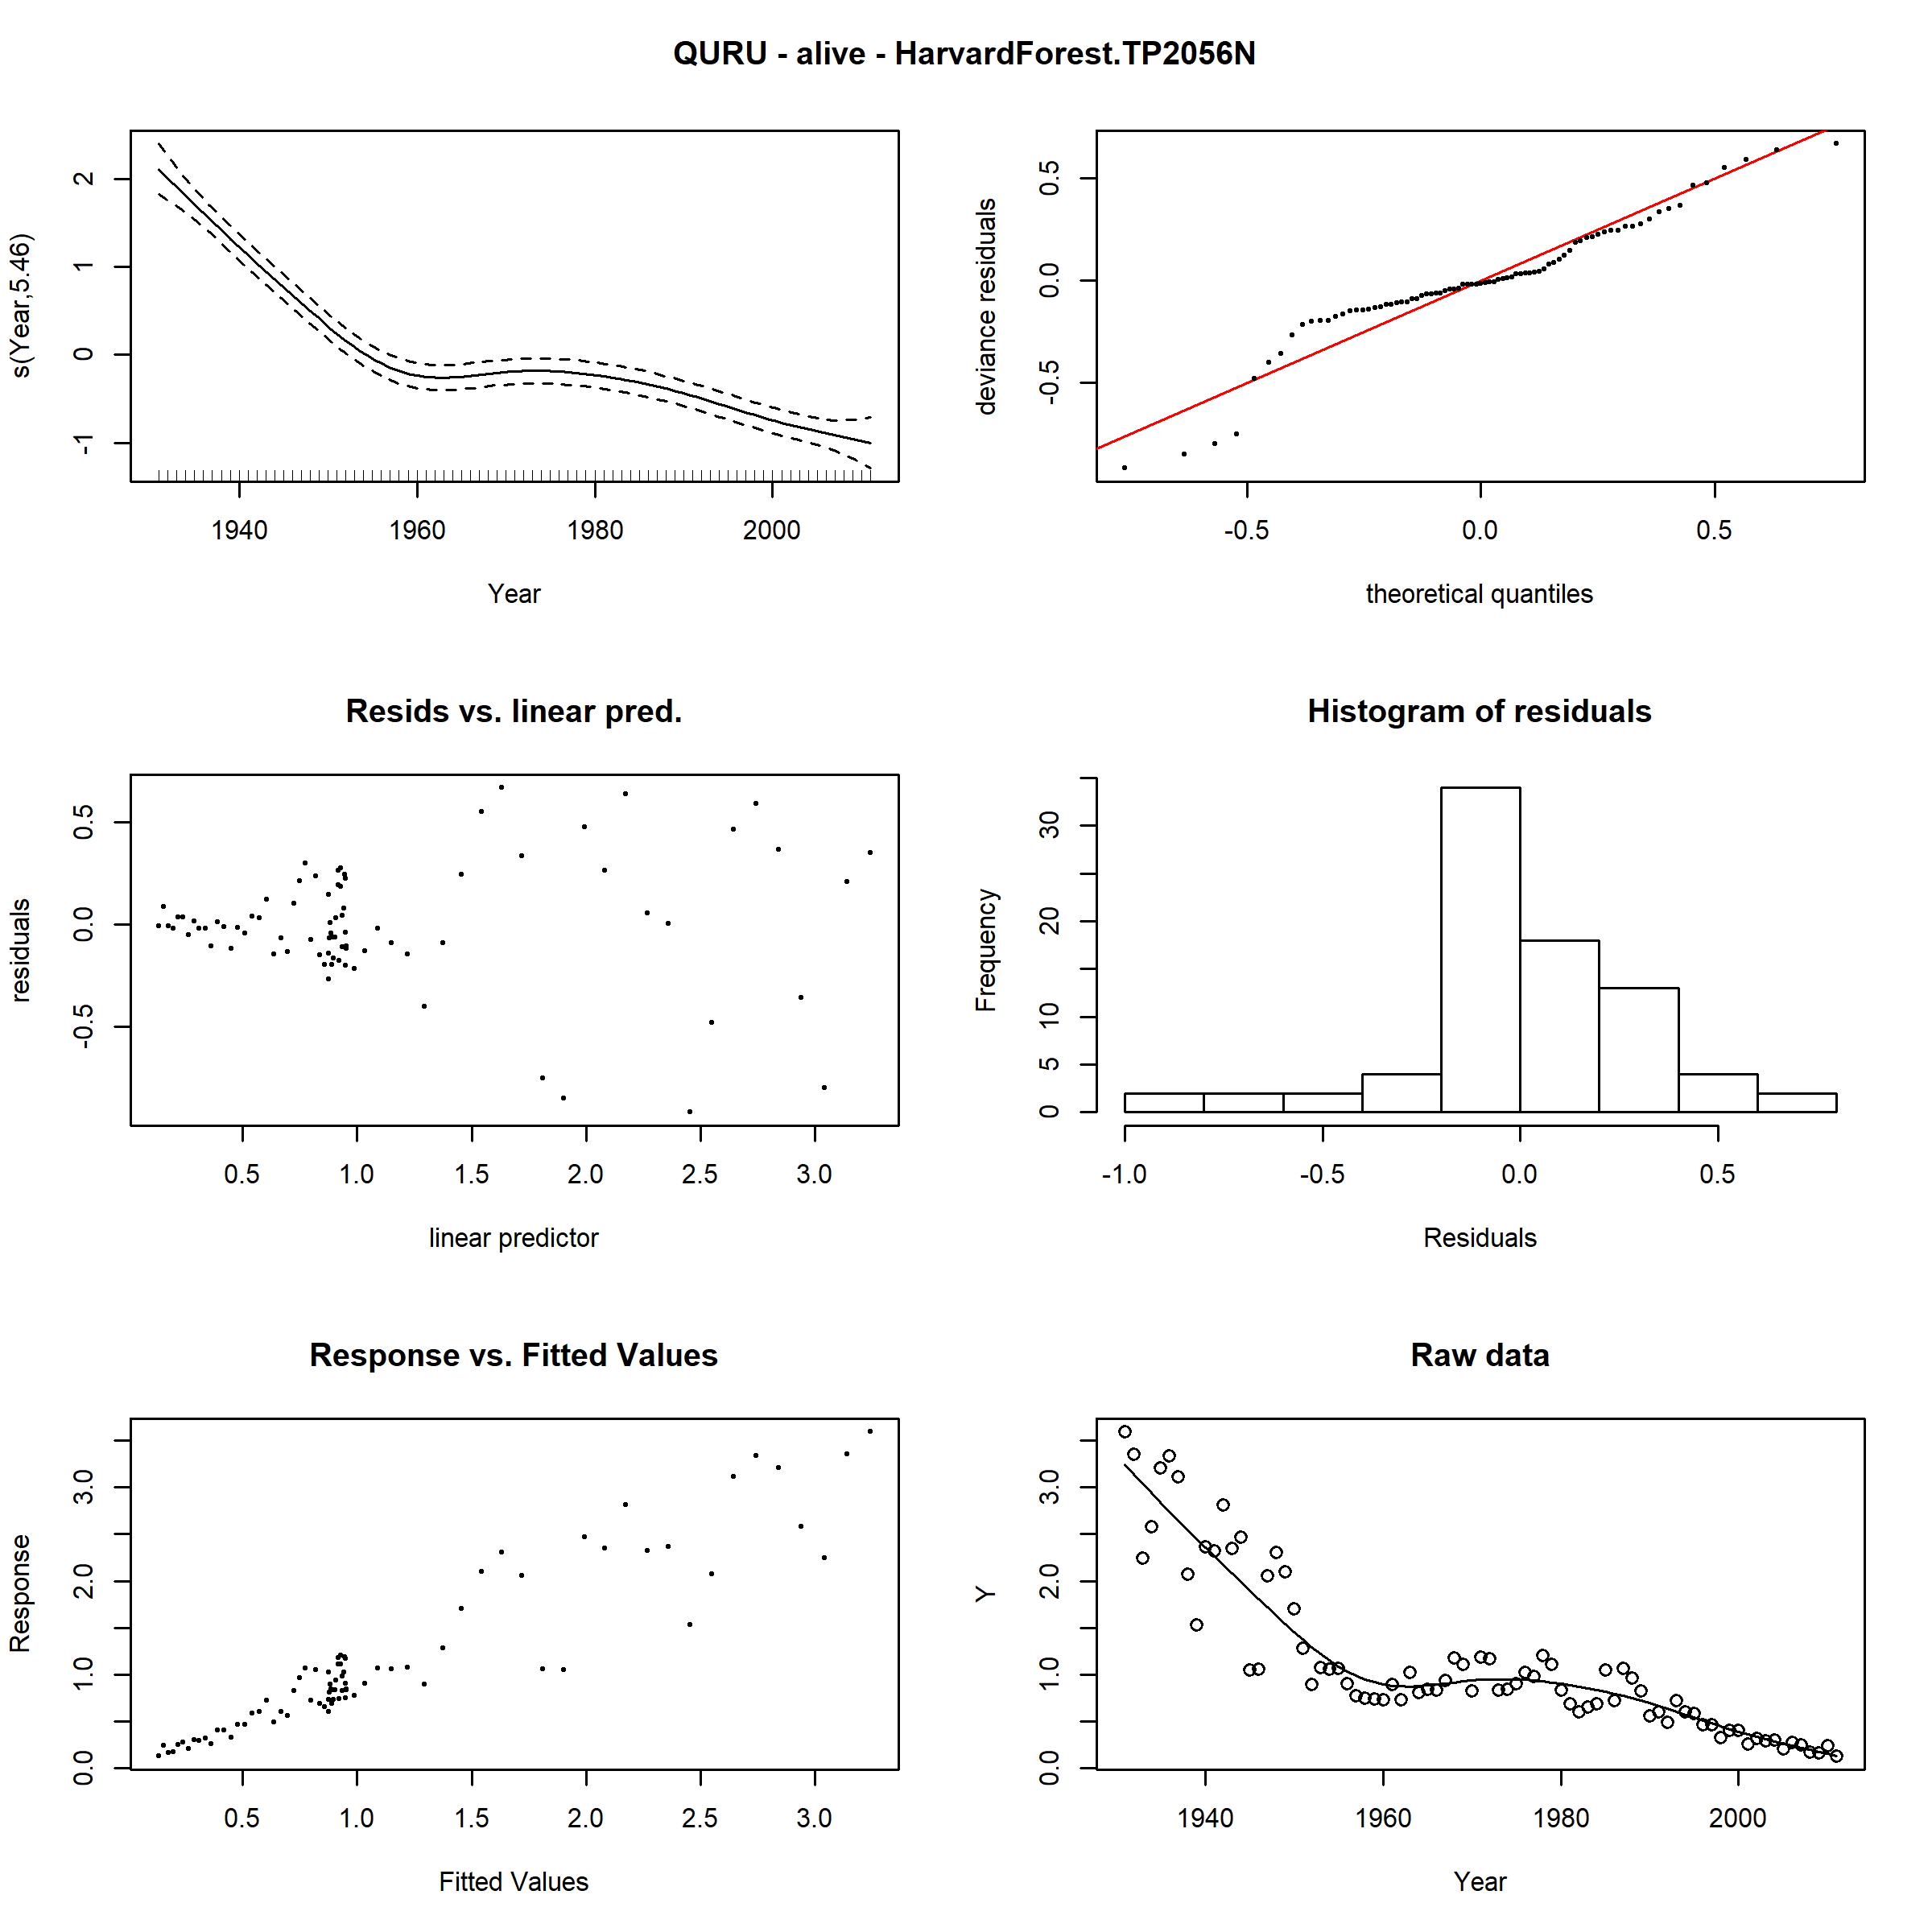 QURU - alive - HarvardForest.TP2056N
s(Year,5.46)
2
1
0
-1
1940 1960 1980 2000
Year
deviance residuals
0.5
0.0
-0.5
-0.5 0.0 0.5
theoretical quantiles
Resids vs. linear pred.
residuals
0.5
0.0
-0.5
0.5 1.0 1.5 2.0 2.5 3.0
linear predictor
Histogram of residuals
Frequency
30
20
10
5
0
-1.0 -0.5 0.0 0.5
Residuals
Response vs. Fitted Values
Response
3.0
2.0
1.0
0.0
0.5 1.0 1.5 2.0 2.5 3.0
Fitted Values
Raw data
Y
3.0
2.0
1.0
0.0
1940 1960 1980 2000
Year